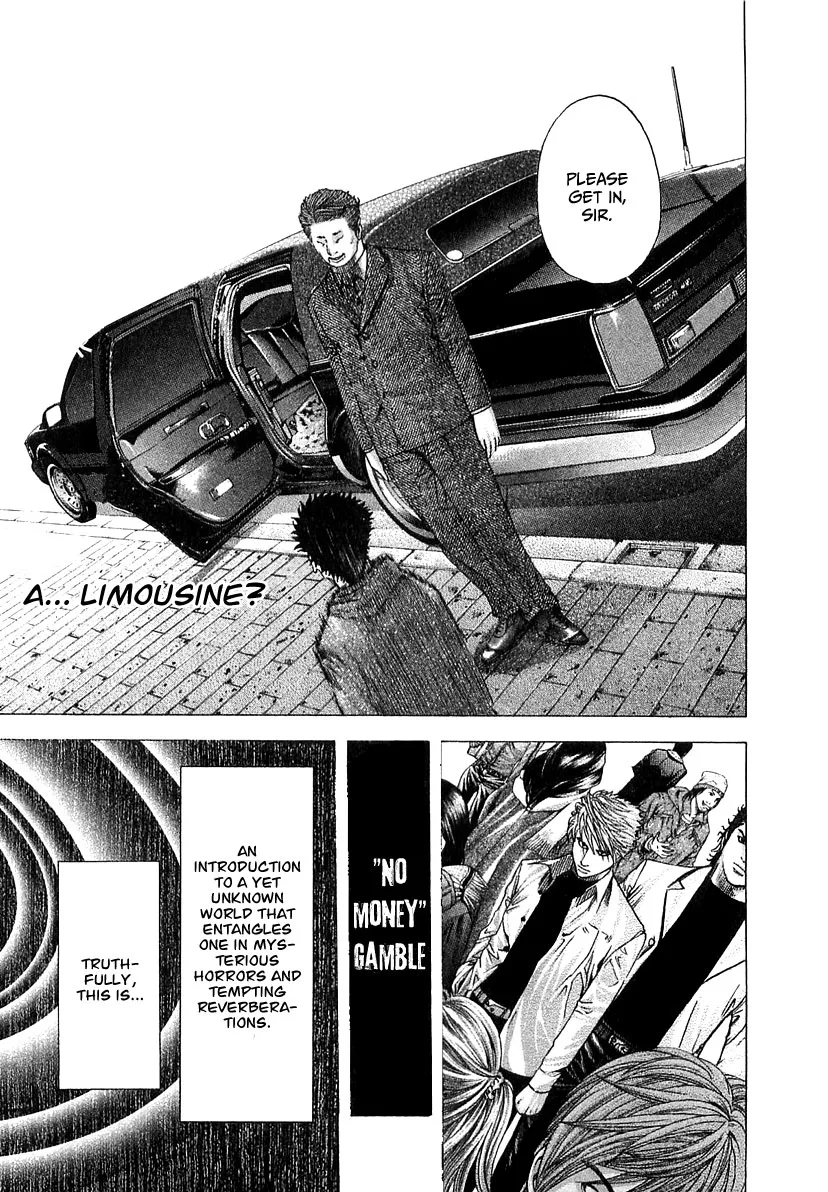 PLEASE
GET IN,
SIR.
A... LIMOUSINE?
"NO
MONEY"
GAMBLE
AN
INTRODUCTION
TO A YET
UNKNOWN
WORLD THAT
ENTANGLES
ONE IN MYS-
TERIOUS
HORRORS AND
TEMPTING
REVERBERA-
TIONS.
TRUTH-
FULLY,
THIS IS...